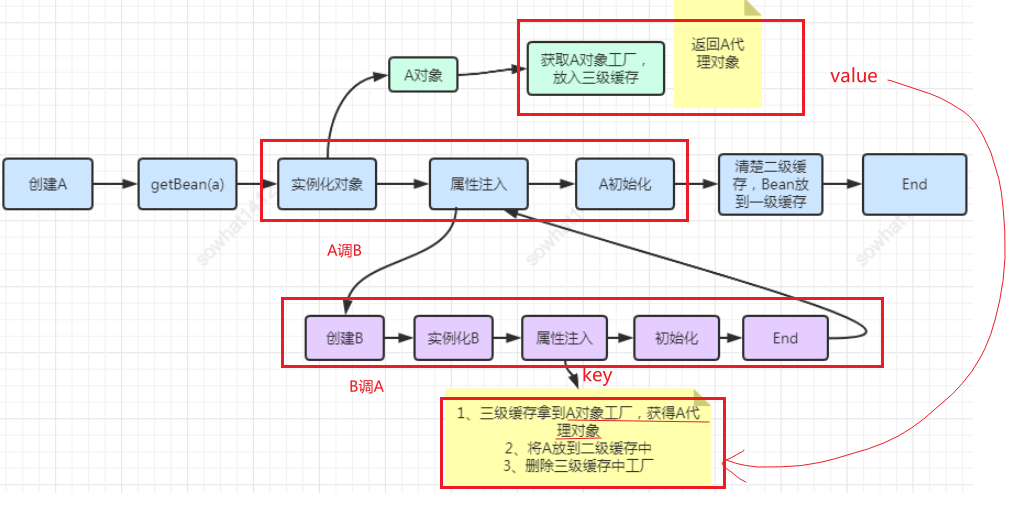 返回A代
理对象
获取A对象工厂，
放入三级缓存
A对象
value
创建A
getBean(a)
实例化对象
属性注入
A初始化
清楚二级缓
存，Bean放
到一级缓存
End
sowhat1412
sowhat14
sowhat14
A调B
创建B
实例化B
属性注入
初始化
End
B调A
key
1、三级缓存拿到A对象工厂，获得A代
理对象
2、将A放到二级缓存中
3、删除三级缓存中工厂